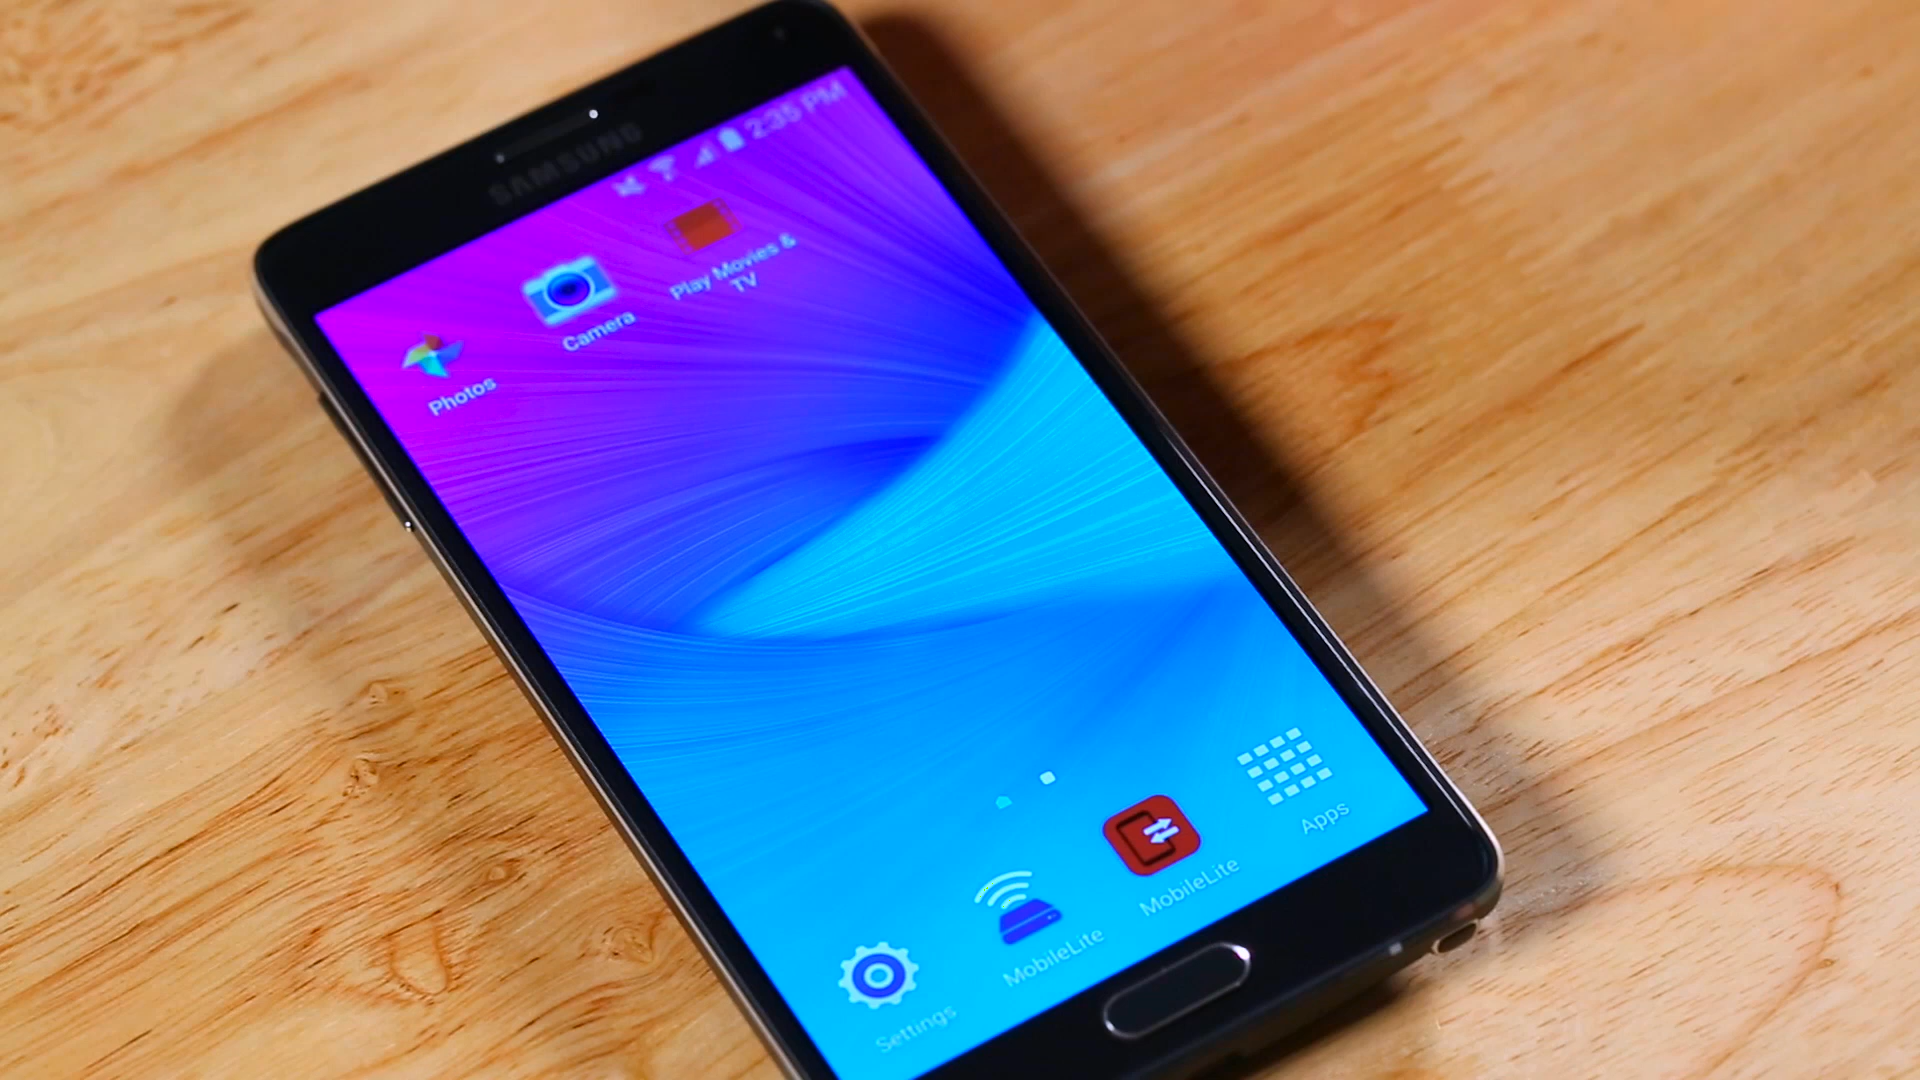 SAMSUNG
2:35 PM
Play Movies &
TV
Camera
Photos
Apps
MobileLite
MobileLite
Settings